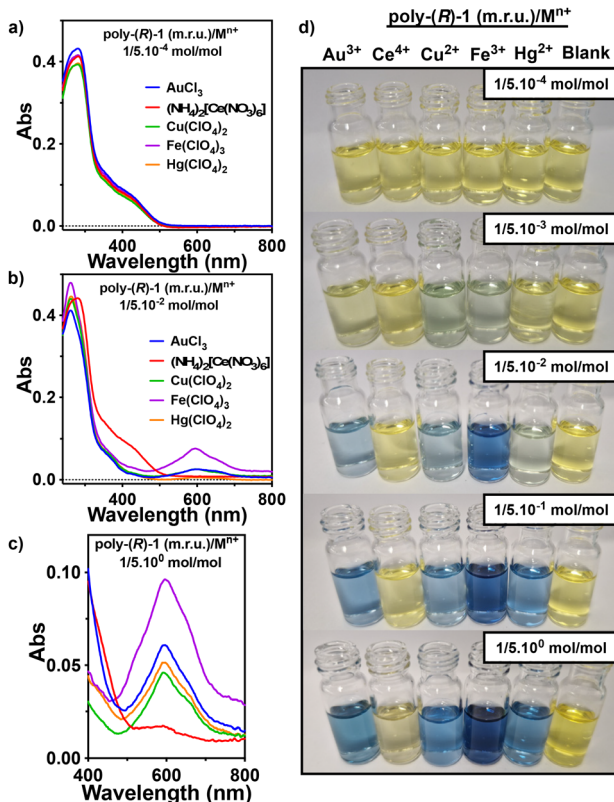 a)
poly-(R)-1 (m.r.u.)/Mⁿ⁺
1/5.10⁻⁴ mol/mol
AuCl₃
(NH₄)₂[Ce(NO₃)₆]
Cu(ClO₄)₂
Fe(ClO₄)₃
Hg(ClO₄)₂
Abs
0.4
0.2
0.0
400 600 800
Wavelength (nm)
b)
poly-(R)-1 (m.r.u.)/Mⁿ⁺
1/5.10⁻² mol/mol
AuCl₃
(NH₄)₂[Ce(NO₃)₆]
Cu(ClO₄)₂
Fe(ClO₄)₃
Hg(ClO₄)₂
Abs
0.4
0.2
0.0
400 600 800
Wavelength (nm)
c)
poly-(R)-1 (m.r.u.)/Mⁿ⁺
1/5.10⁰ mol/mol
Abs
0.10
0.05
0.00
400 600 800
Wavelength (nm)
d)
poly-(R)-1 (m.r.u.)/Mⁿ⁺
Au³⁺ Ce⁴⁺ Cu²⁺ Fe³⁺ Hg²⁺ Blank
1/5.10⁻⁴ mol/mol
1/5.10⁻³ mol/mol
1/5.10⁻² mol/mol
1/5.10⁻¹ mol/mol
1/5.10⁰ mol/mol